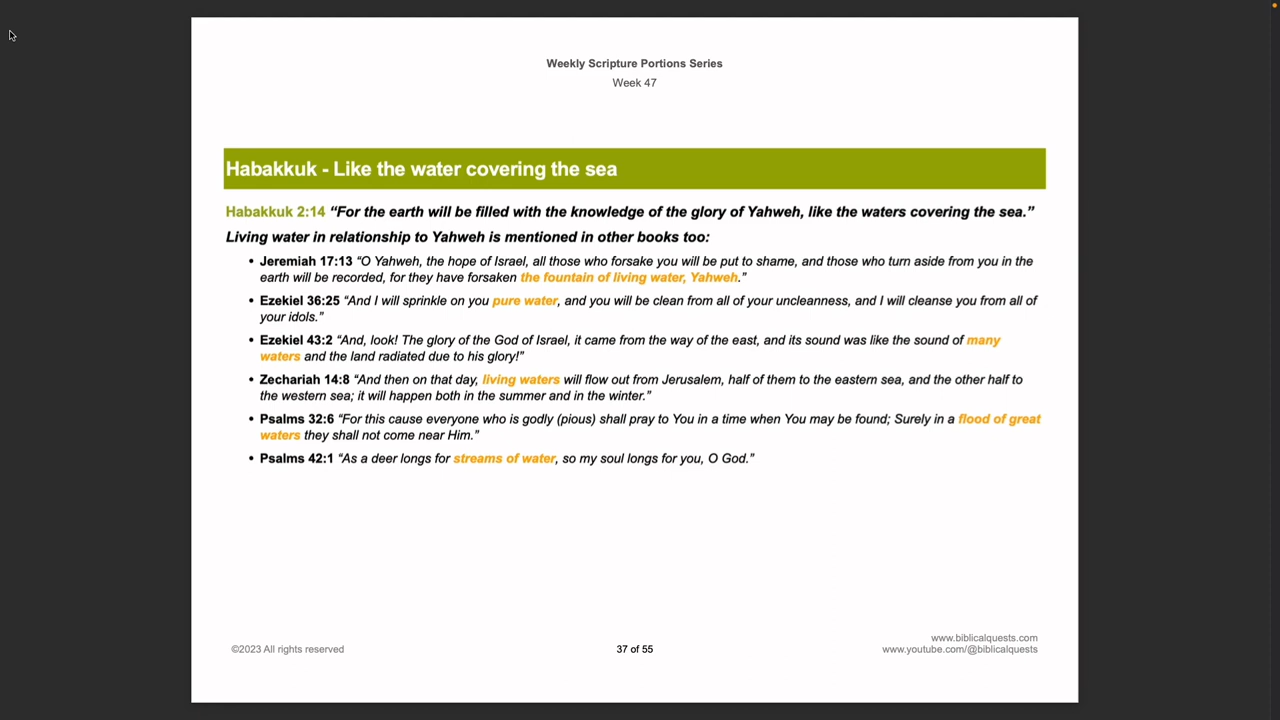 Weekly Scripture Portions Series
Week 47
Habakkuk - Like the water covering the sea
Habakkuk 2:14 “For the earth will be filled with the knowledge of the glory of Yahweh, like the waters covering the sea.”
Living water in relationship to Yahweh is mentioned in other books too:
• Jeremiah 17:13 “O Yahweh, the hope of Israel, all those who forsake you will be put to shame, and those who turn aside from you in the
earth will be recorded, for they have forsaken the fountain of living water, Yahweh.”
• Ezekiel 36:25 “And I will sprinkle on you pure water, and you will be clean from all of your uncleanness, and I will cleanse you from all of
your idols.”
• Ezekiel 43:2 “And, look! The glory of the God of Israel, it came from the way of the east, and its sound was like the sound of many
waters and the land radiated due to his glory!”
• Zechariah 14:8 “And then on that day, living waters will flow out from Jerusalem, half of them to the eastern sea, and the other half to
the western sea; it will happen both in the summer and in the winter.”
• Psalms 32:6 “For this cause everyone who is godly (pious) shall pray to You in a time when You may be found; Surely in a flood of great
waters they shall not come near Him.”
• Psalms 42:1 “As a deer longs for streams of water, so my soul longs for you, O God.”
©2023 All rights reserved
37 of 55
www.biblicalquests.com
www.youtube.com/@biblicalquests